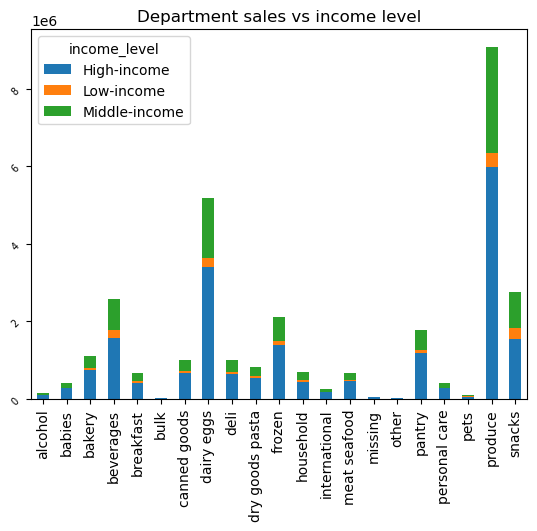 Department sales vs income level
1e6
income_level
High-income
Low-income
Middle-income
8
6
4
2
0
alcohol
babies
bakery
beverages
breakfast
bulk
canned goods
dairy eggs
deli
dry goods pasta
frozen
household
international
meat seafood
missing
other
pantry
personal care
pets
produce
snacks